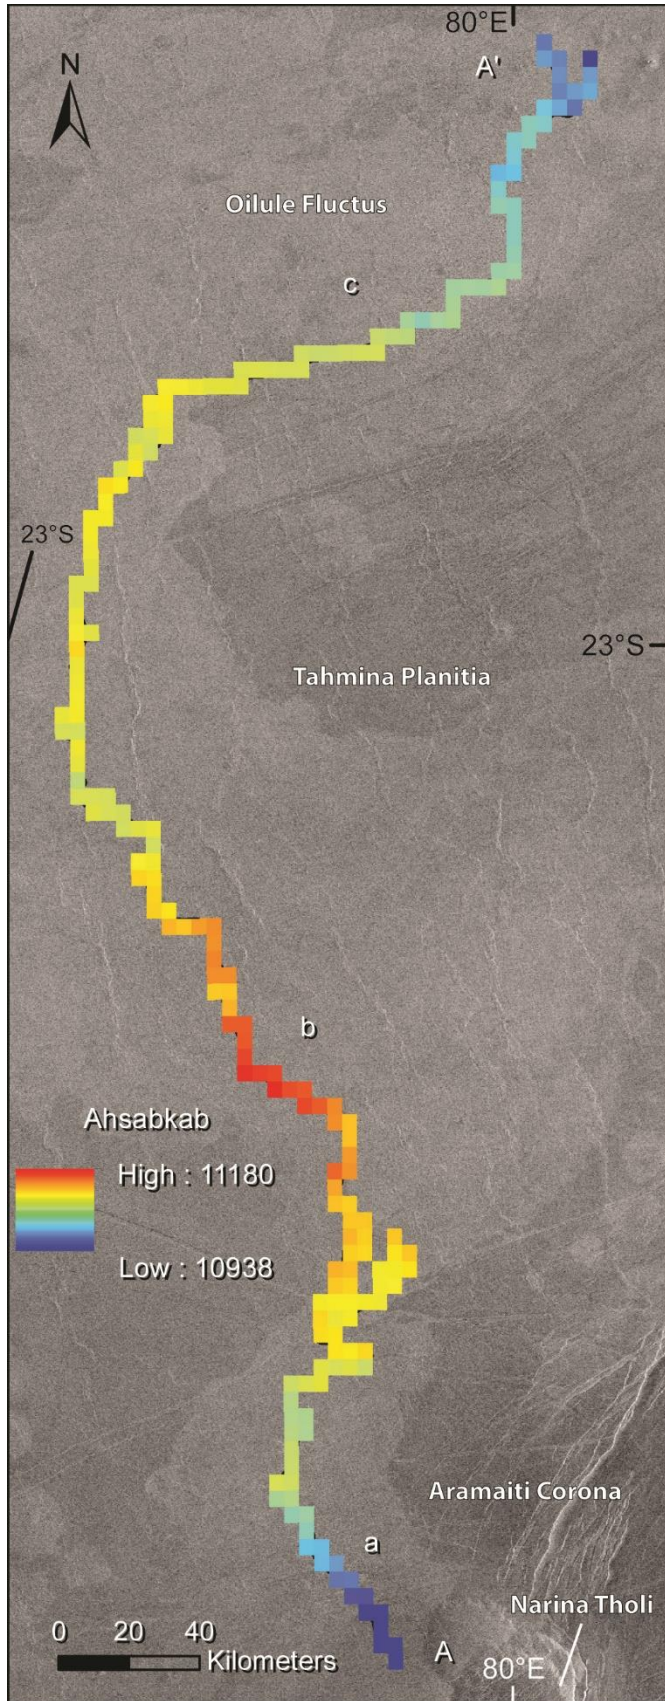 80°E
A'
N
Oilule Fluctus
c
23°S
23°S
Tahmina Planitia
b
Ahsabkab
High : 11180
Low : 10938
Aramaiti Corona
a
Narina Tholi
0 20 40
Kilometers
A
80°E